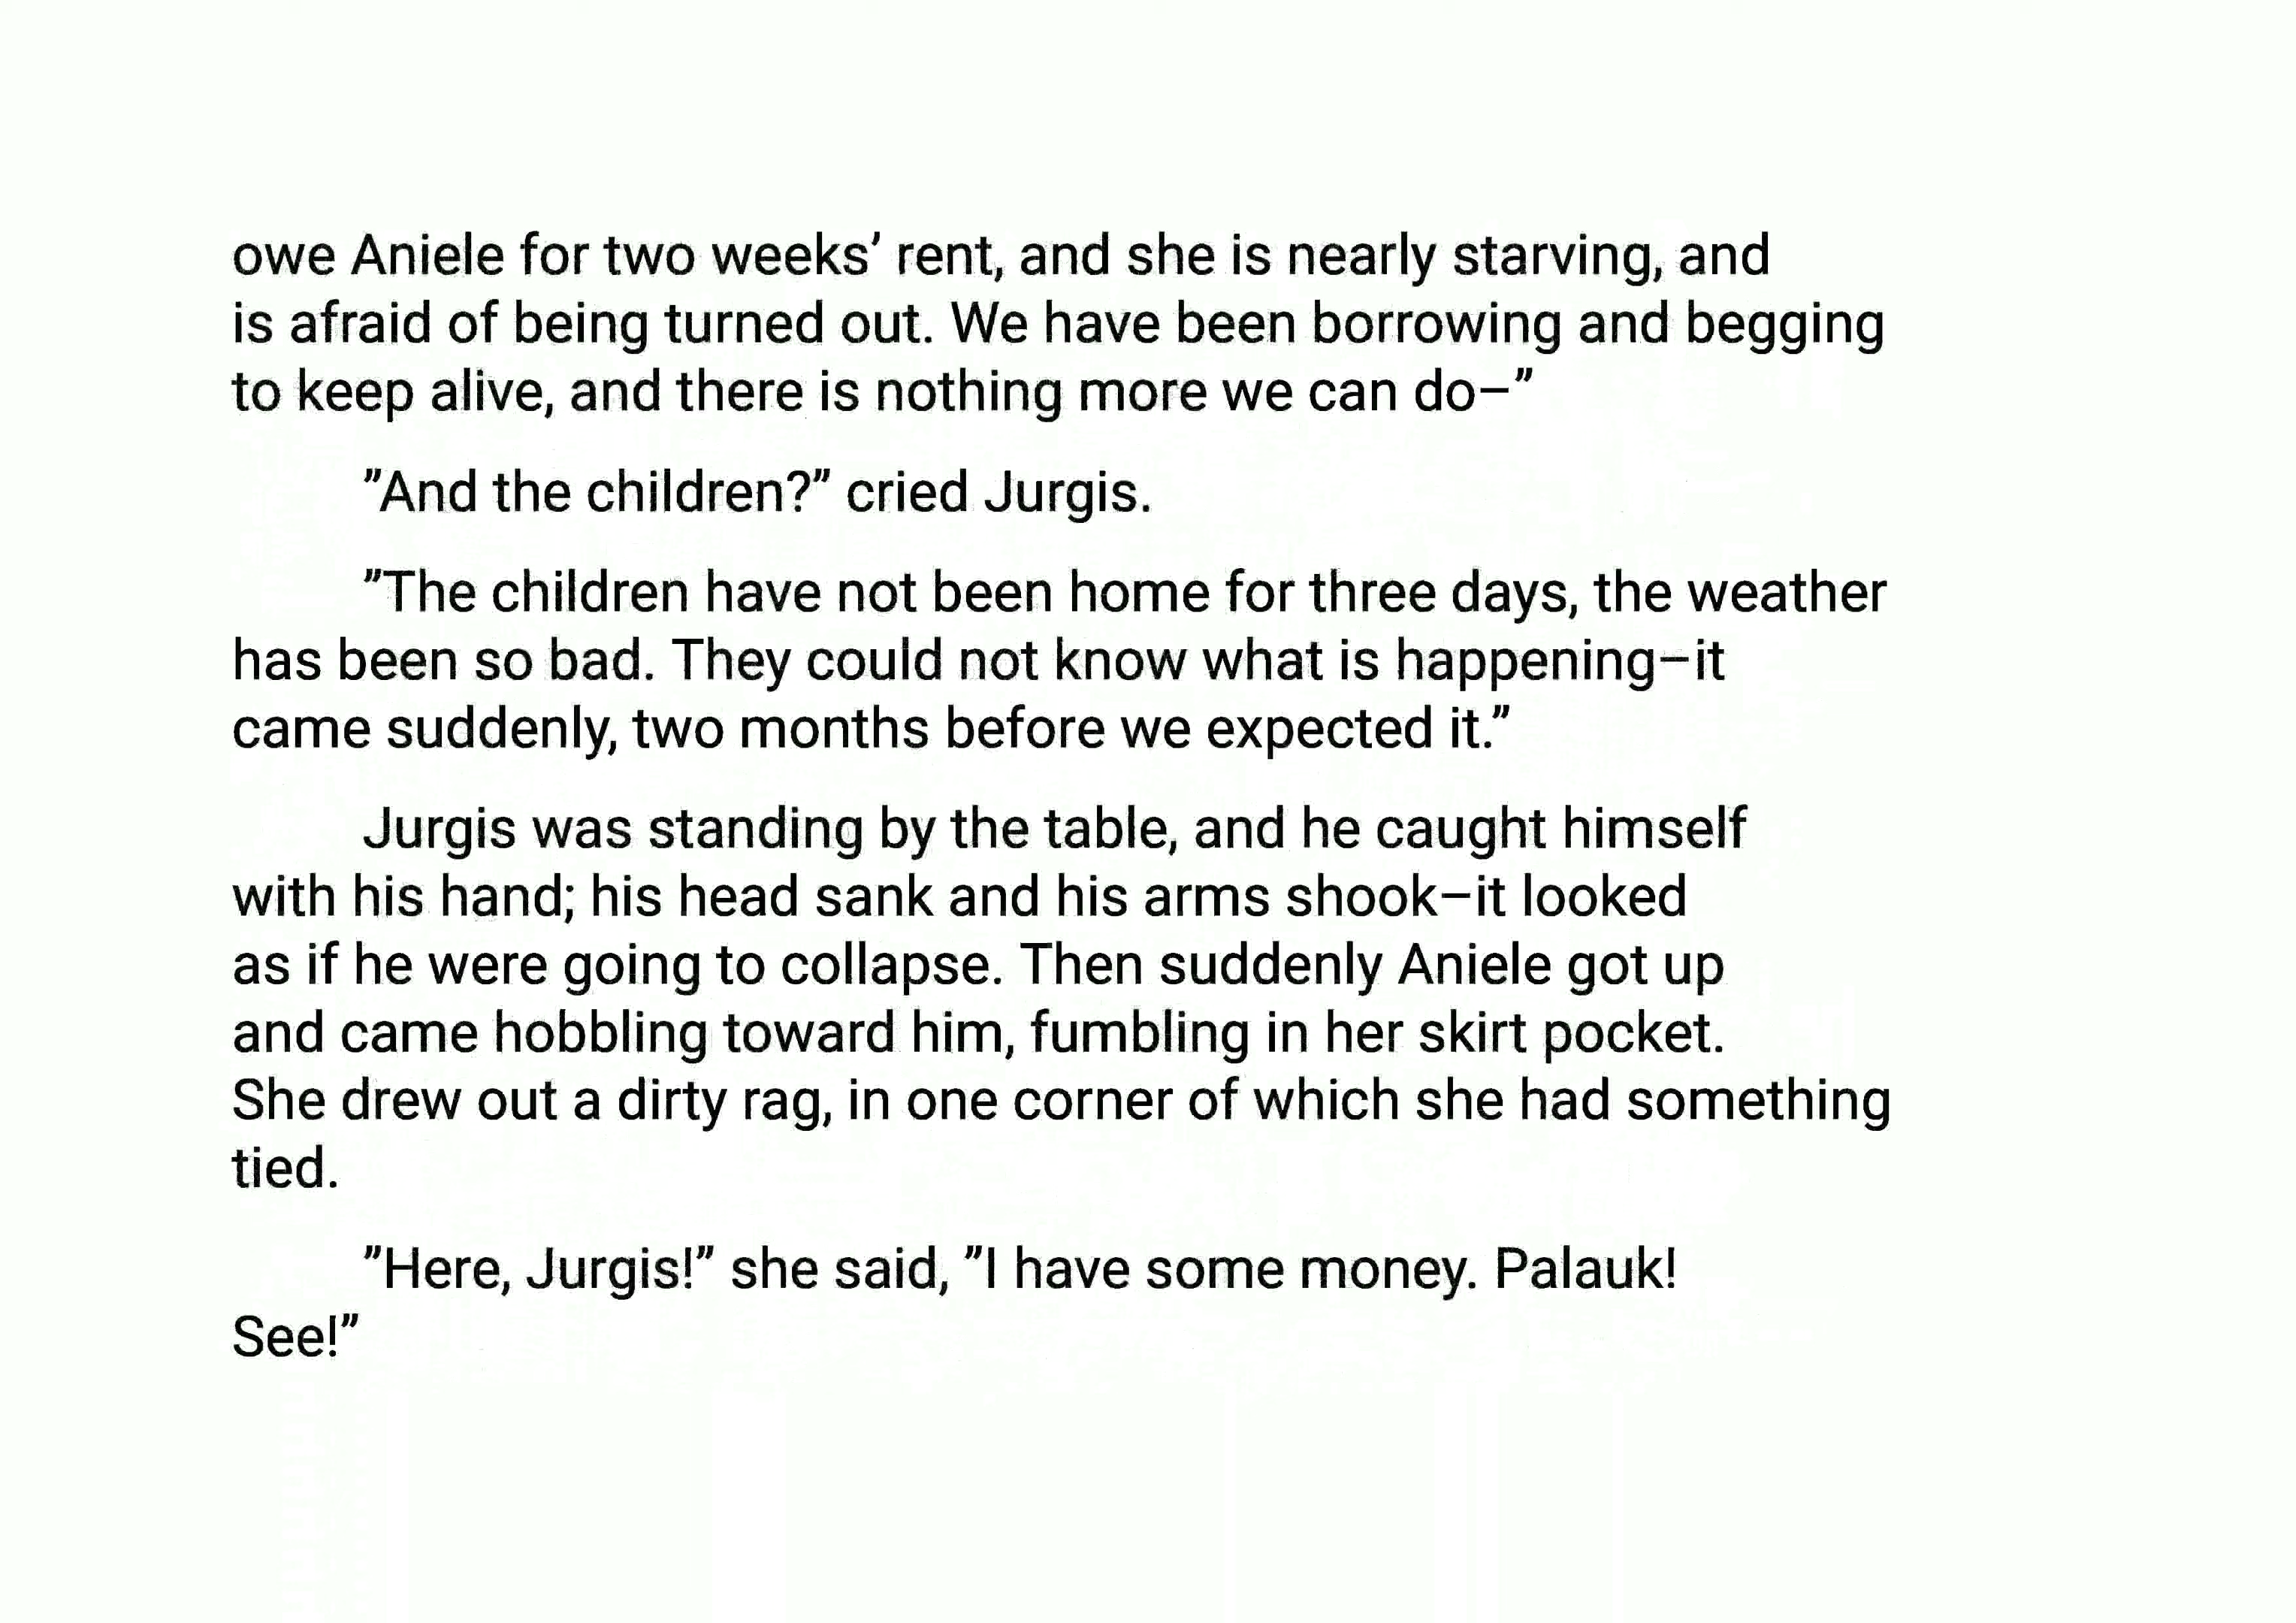 owe Aniele for two weeks’ rent, and she is nearly starving, and
is afraid of being turned out. We have been borrowing and begging
to keep alive, and there is nothing more we can do–”
”And the children?” cried Jurgis.
”The children have not been home for three days, the weather
has been so bad. They could not know what is happening–it
came suddenly, two months before we expected it.”
Jurgis was standing by the table, and he caught himself
with his hand; his head sank and his arms shook–it looked
as if he were going to collapse. Then suddenly Aniele got up
and came hobbling toward him, fumbling in her skirt pocket.
She drew out a dirty rag, in one corner of which she had something
tied.
”Here, Jurgis!” she said, ”I have some money. Palauk!
See!”